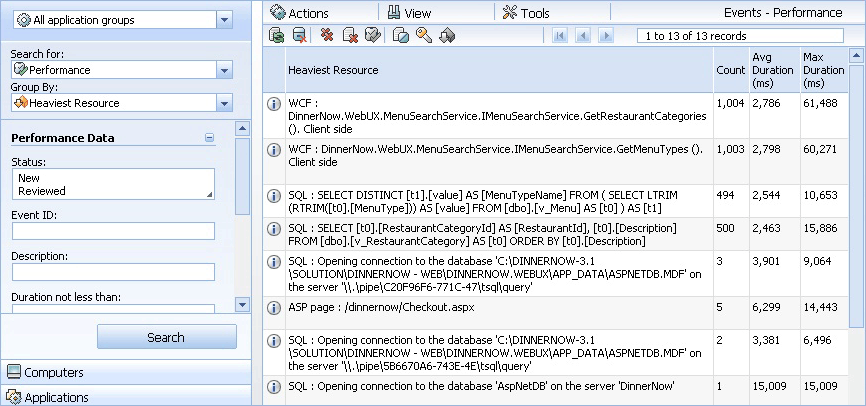 All application groups
Search for:
Performance
Group By:
Heaviest Resource
Performance Data
Status:
New
Reviewed
Event ID:
Description:
Duration not less than:
Search
Computers
Applications
Actions
View
Tools
Events - Performance
1 to 13 of 13 records
Heaviest Resource
Count
Avg
Duration
(ms)
Max
Duration
(ms)
WCF :
DinnerNow.WebUX.MenuSearchService.IMenuSearchService.GetRestaurantCategories
(). Client side
1,004
2,786
61,488
WCF : DinnerNow.WebUX.MenuSearchService.IMenuSearchService.GetMenuTypes ().
Client side
1,003
2,798
60,271
SQL : SELECT DISTINCT [t1].[value] AS [MenuTypeName] FROM ( SELECT LTRIM
(RTRIM([t0].[MenuType])) AS [value] FROM [dbo].[v_Menu] AS [t0] ) AS [t1]
494
2,544
10,653
SQL : SELECT [t0].[RestaurantCategoryId] AS [RestaurantId], [t0].[Description]
FROM [dbo].[v_RestaurantCategory] AS [t0] ORDER BY [t0].[Description]
500
2,463
15,886
SQL : Opening connection to the database 'C:\DINNERNOW-3.1
\SOLUTION\DINNERNOW - WEB\DINNERNOW.WEBUX\APP_DATA\ASPNETDB.MDF' on
the server '\\.\pipe\C20F96F6-771C-47\tsql\query'
3
3,901
9,064
ASP page : /dinnernow/Checkout.aspx
5
6,299
14,443
SQL : Opening connection to the database 'C:\DINNERNOW-3.1
\SOLUTION\DINNERNOW - WEB\DINNERNOW.WEBUX\APP_DATA\ASPNETDB.MDF' on
the server '\\.\pipe\5B6670A6-743E-4E\tsql\query'
2
3,381
6,496
SQL : Opening connection to the database 'AspNetDB' on the server 'DinnerNow'
1
15,009
15,009